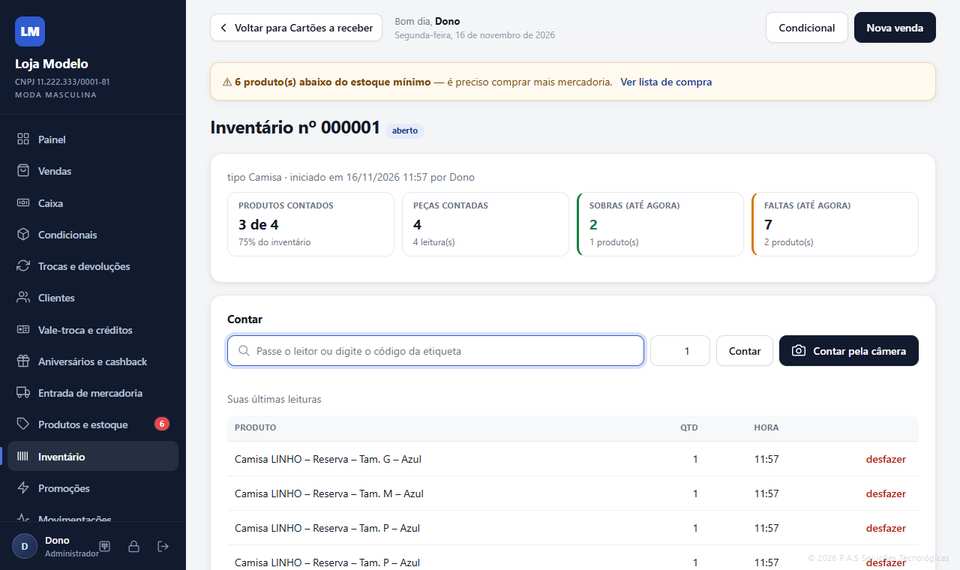 LM
Loja Modelo
CNPJ 11.222.333/0001-81
MODA MASCULINA
Painel
Vendas
Caixa
Condicionais
Trocas e devoluções
Clientes
Vale-troca e créditos
Aniversários e cashback
Entrada de mercadoria
Produtos e estoque 6
Inventário
Promoções
Movimentações
D
Dono
Administrador
Voltar para Cartões a receber
Bom dia, Dono
Segunda-feira, 16 de novembro de 2026
Condicional
Nova venda
⚠ 6 produto(s) abaixo do estoque mínimo — é preciso comprar mais mercadoria. Ver lista de compra
Inventário nº 000001 aberto
tipo Camisa · iniciado em 16/11/2026 11:57 por Dono
PRODUTOS CONTADOS
3 de 4
75% do inventário
PEÇAS CONTADAS
4
4 leitura(s)
SOBRAS (ATÉ AGORA)
2
1 produto(s)
FALTAS (ATÉ AGORA)
7
2 produto(s)
Contar
Passe o leitor ou digite o código da etiqueta
1
Contar
Contar pela câmera
Suas últimas leituras
PRODUTO QTD HORA
Camisa LINHO – Reserva – Tam. G – Azul 1 11:57 desfazer
Camisa LINHO – Reserva – Tam. M – Azul 1 11:57 desfazer
Camisa LINHO – Reserva – Tam. P – Azul 1 11:57 desfazer
Camisa LINHO – Reserva – Tam. P – Azul 1 11:57 desfazer
© 2026 F.A.S Soluções Tecnológicas